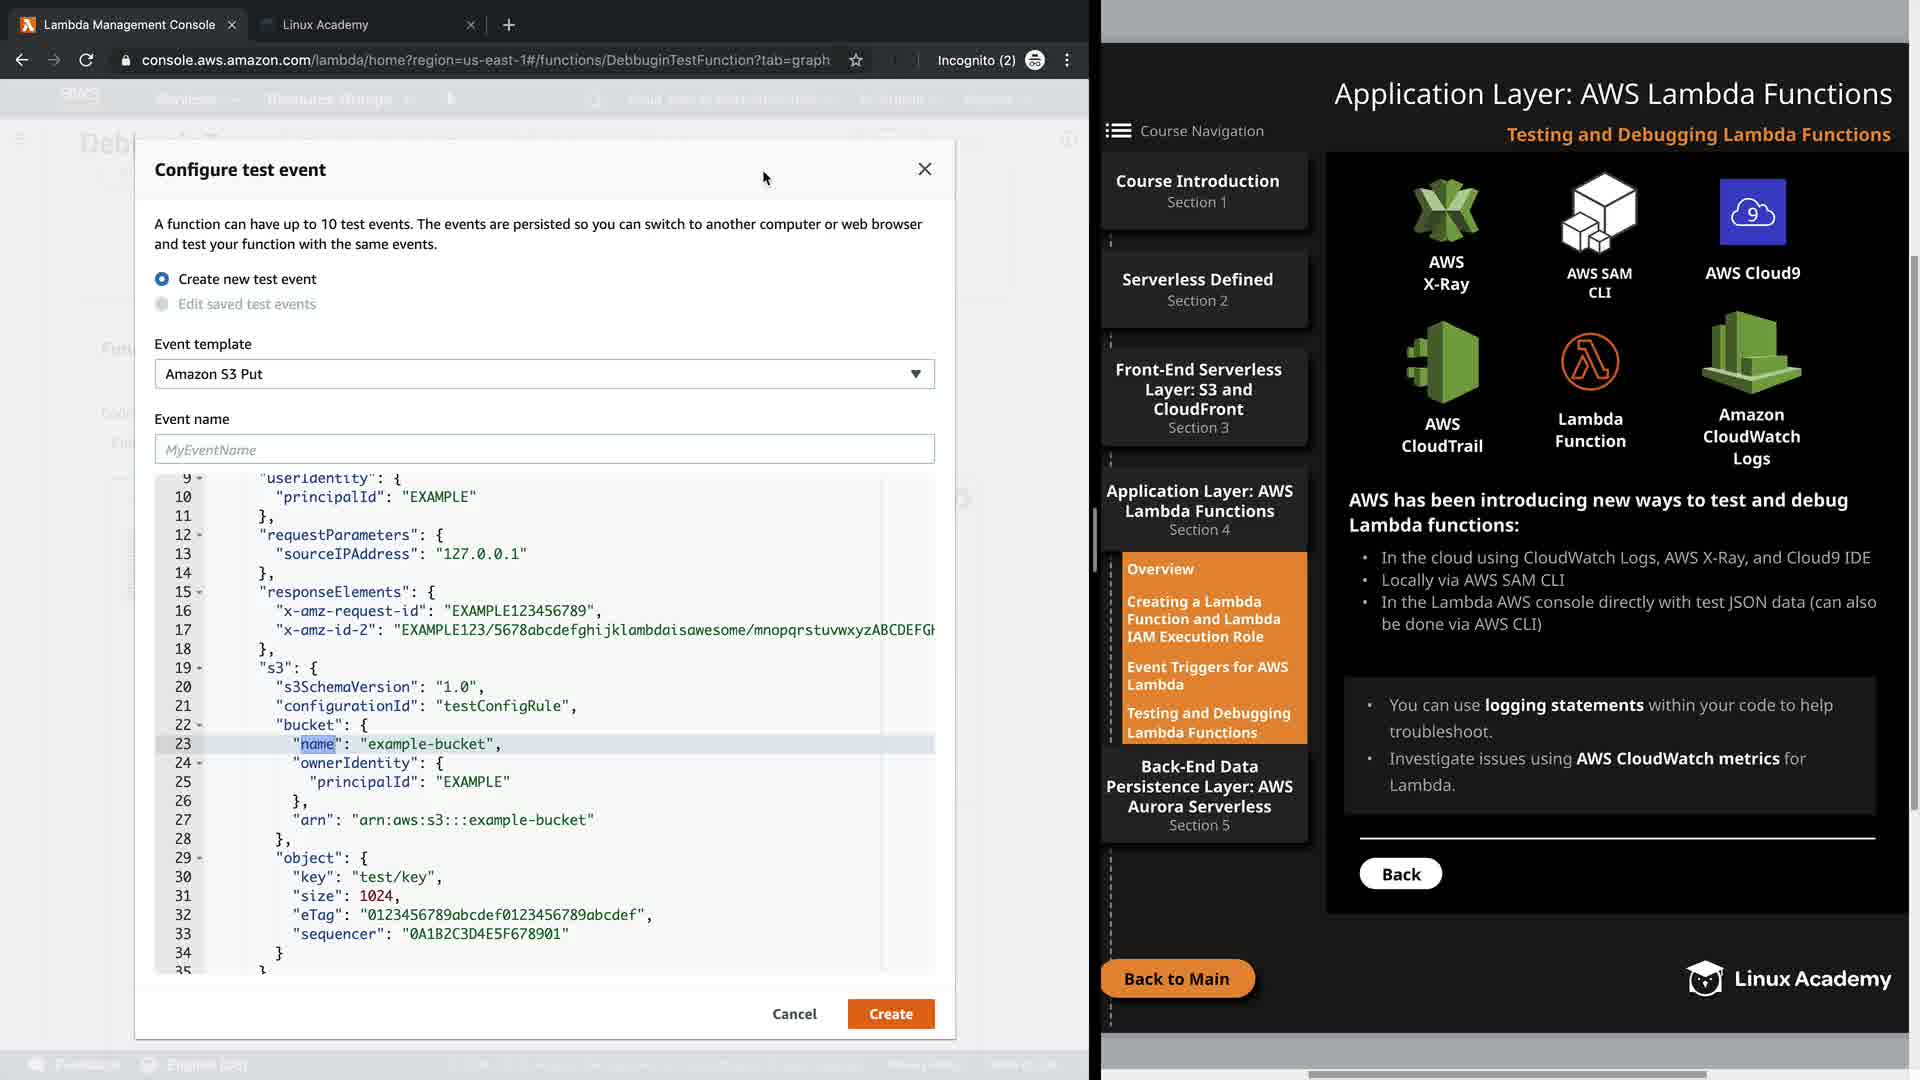 Lambda Management Console
Linux Academy
console.aws.amazon.com/lambda/home?region=us-east-1#/functions/DebbuginTestFunction?tab=graph
Incognito (2)
Configure test event
A function can have up to 10 test events. The events are persisted so you can switch to another computer or web browser
and test your function with the same events.
Create new test event
Edit saved test events
Event template
Amazon S3 Put
Event name
MyEventName
9 "userIdentity": {
10 "principalId": "EXAMPLE"
11 },
12 "requestParameters": {
13 "sourceIPAddress": "127.0.0.1"
14 },
15 "responseElements": {
16 "x-amz-request-id": "EXAMPLE123456789",
17 "x-amz-id-2": "EXAMPLE123/5678abcdefghijklambdaisawesome/mnopqrstuvwxyzABCDEFGH
18 },
19 "s3": {
20 "s3SchemaVersion": "1.0",
21 "configurationId": "testConfigRule",
22 "bucket": {
23 "name": "example-bucket",
24 "ownerIdentity": {
25 "principalId": "EXAMPLE"
26 },
27 "arn": "arn:aws:s3:::example-bucket"
28 },
29 "object": {
30 "key": "test/key",
31 "size": 1024,
32 "eTag": "0123456789abcdef0123456789abcdef",
33 "sequencer": "0A1B2C3D4E5F678901"
34 }
35 }
Cancel
Create
Application Layer: AWS Lambda Functions
Testing and Debugging Lambda Functions
Course Navigation
Course Introduction
Section 1
Serverless Defined
Section 2
Front-End Serverless
Layer: S3 and
CloudFront
Section 3
Application Layer: AWS
Lambda Functions
Section 4
Overview
Creating a Lambda
Function and Lambda
IAM Execution Role
Event Triggers for AWS
Lambda
Testing and Debugging
Lambda Functions
Back-End Data
Persistence Layer: AWS
Aurora Serverless
Section 5
Back to Main
AWS
X-Ray
AWS SAM
CLI
9
AWS Cloud9
AWS
CloudTrail
Lambda
Function
Amazon
CloudWatch
Logs
AWS has been introducing new ways to test and debug
Lambda functions:
• In the cloud using CloudWatch Logs, AWS X-Ray, and Cloud9 IDE
• Locally via AWS SAM CLI
• In the Lambda AWS console directly with test JSON data (can also
be done via AWS CLI)
• You can use logging statements within your code to help
troubleshoot.
• Investigate issues using AWS CloudWatch metrics for
Lambda.
Back
Linux Academy